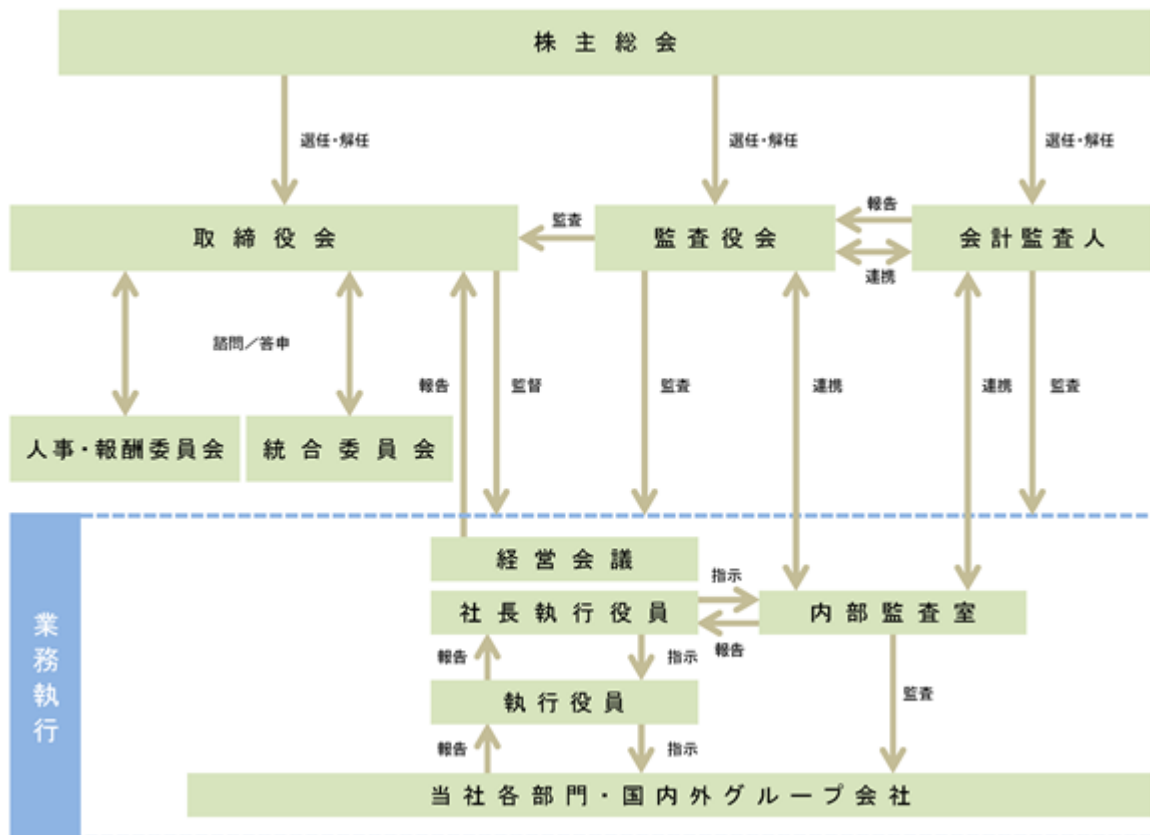 株主総会
選任・解任
選任・解任
選任・解任
取締役会
監査
監査役会
報告
連携
会計監査人
諮問／答申
報告
監督
監査
連携
連携
監査
人事・報酬委員会
統合委員会
業務執行
経営会議
社長執行役員
指示
報告
内部監査室
報告
指示
執行役員
監査
報告
指示
当社各部門・国内外グループ会社